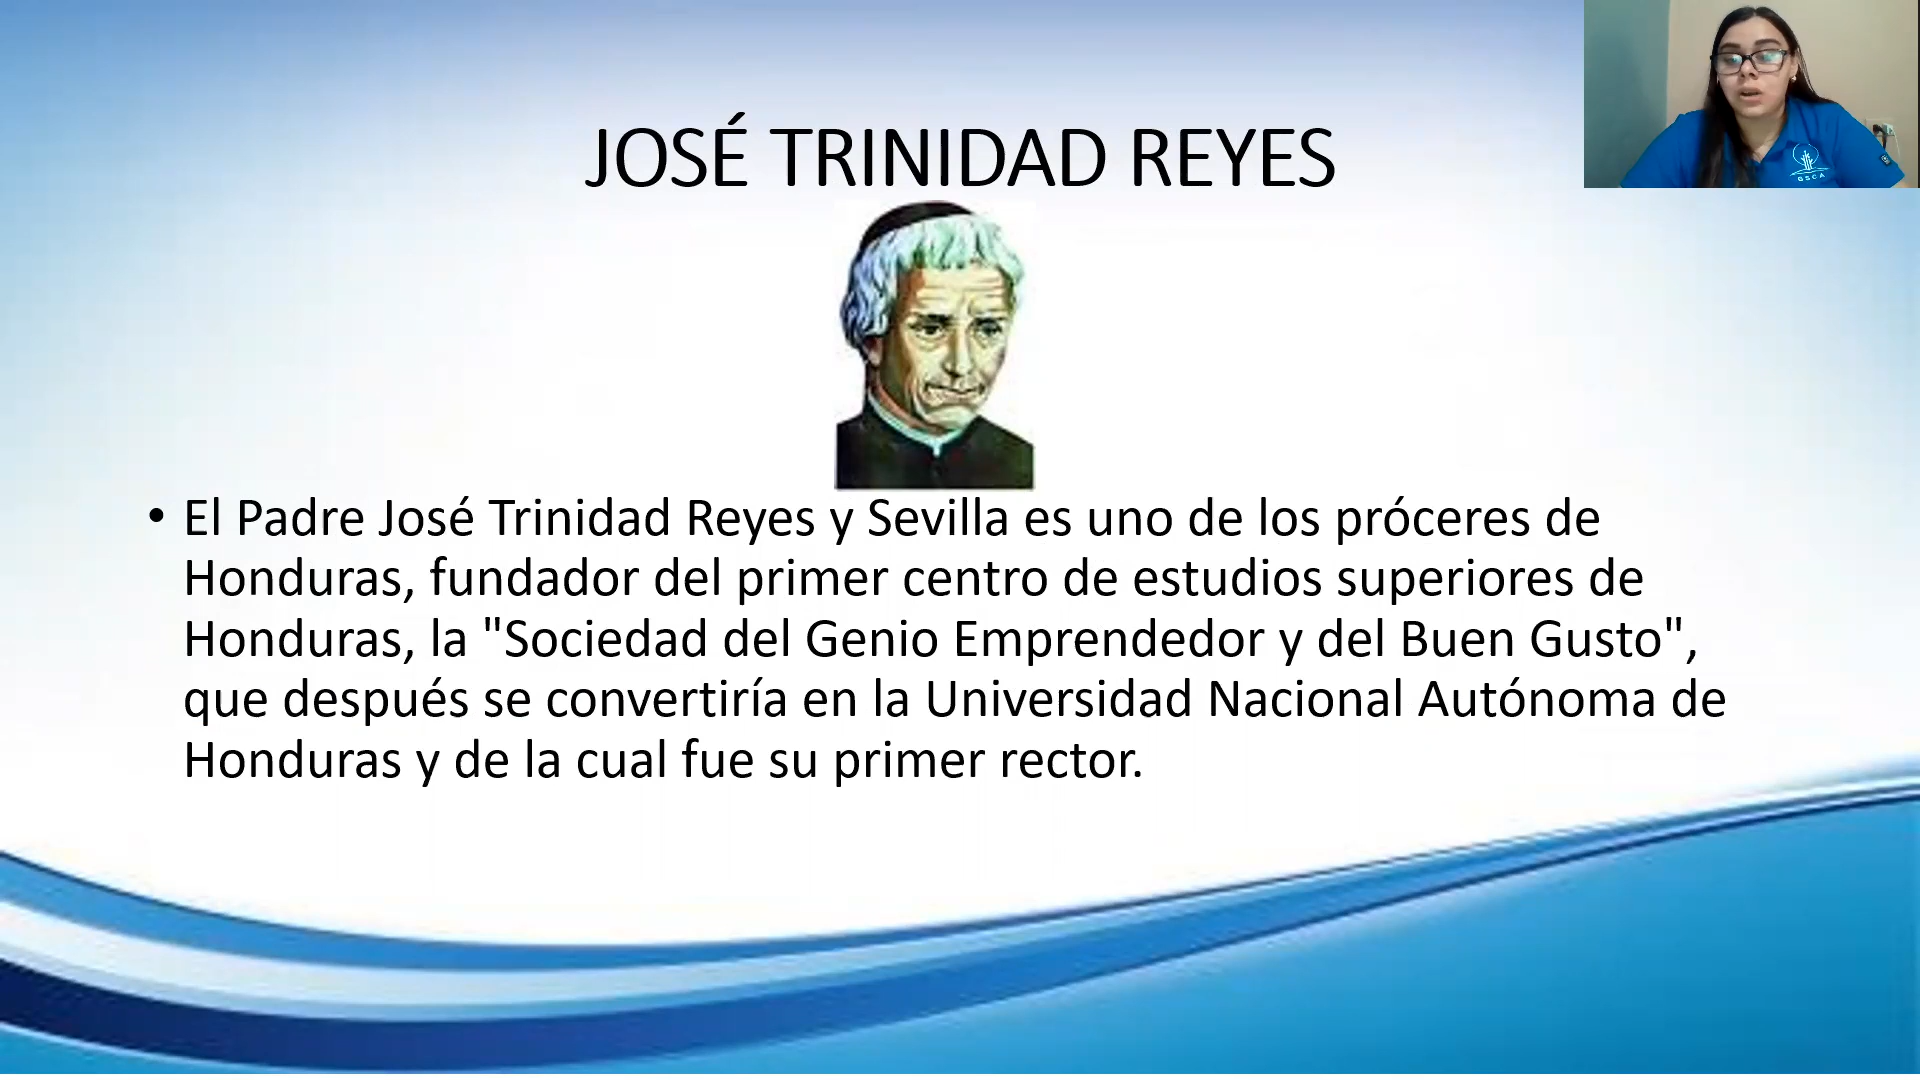 JOSÉ TRINIDAD REYES
• El Padre José Trinidad Reyes y Sevilla es uno de los próceres de
Honduras, fundador del primer centro de estudios superiores de
Honduras, la "Sociedad del Genio Emprendedor y del Buen Gusto",
que después se convertiría en la Universidad Nacional Autónoma de
Honduras y de la cual fue su primer rector.
GSCA